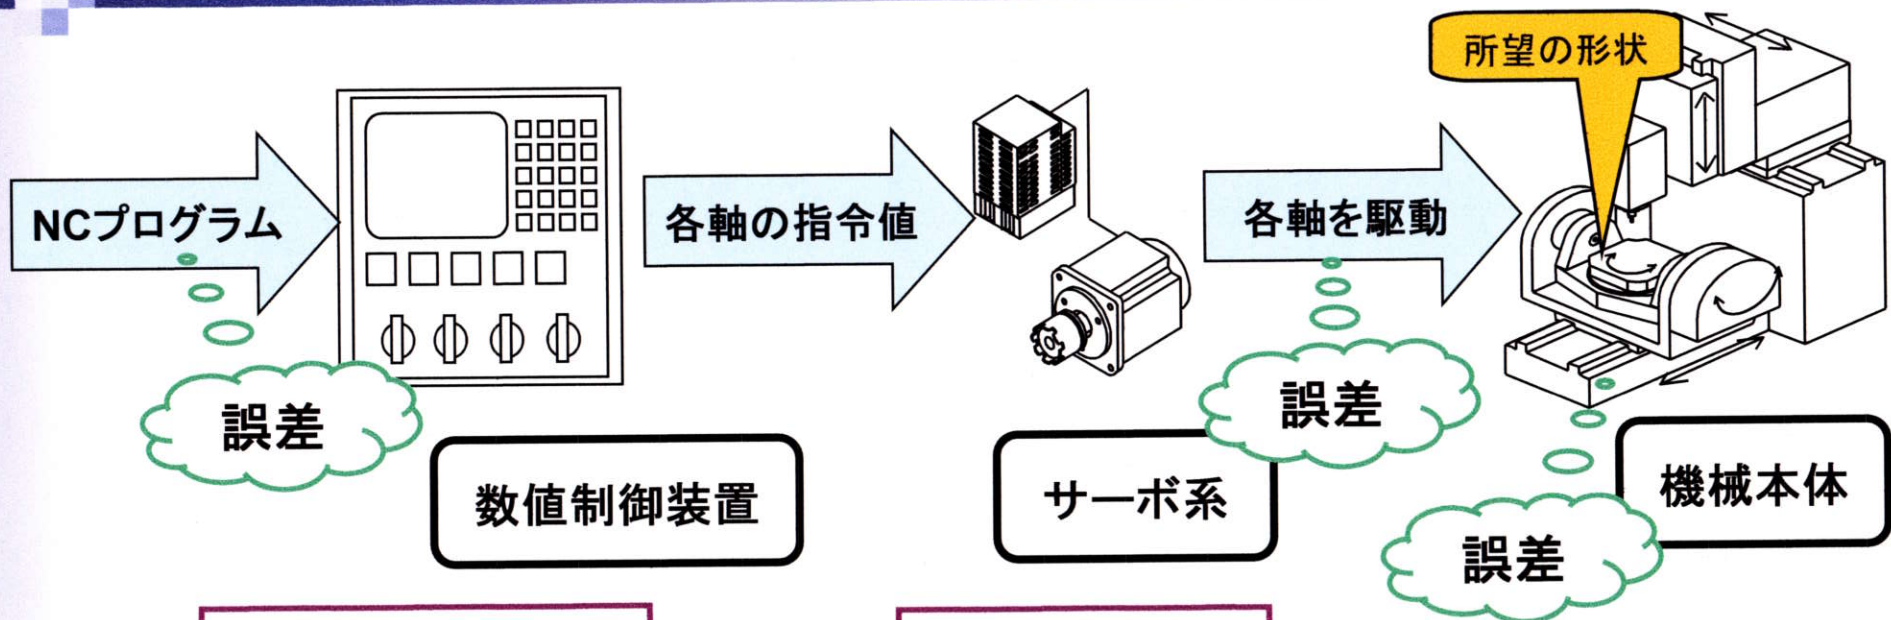 所望の形状
NCプログラム
各軸の指令値
各軸を駆動
誤差
誤差
数値制御装置
サーボ系
機械本体
誤差